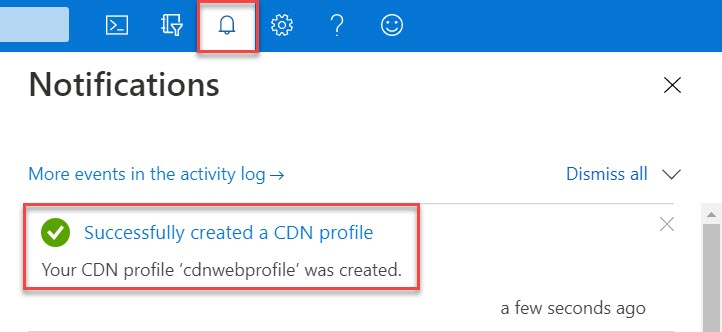 Notifications
More events in the activity log →
Dismiss all
Successfully created a CDN profile
Your CDN profile ‘cdnwebprofile’ was created.
a few seconds ago